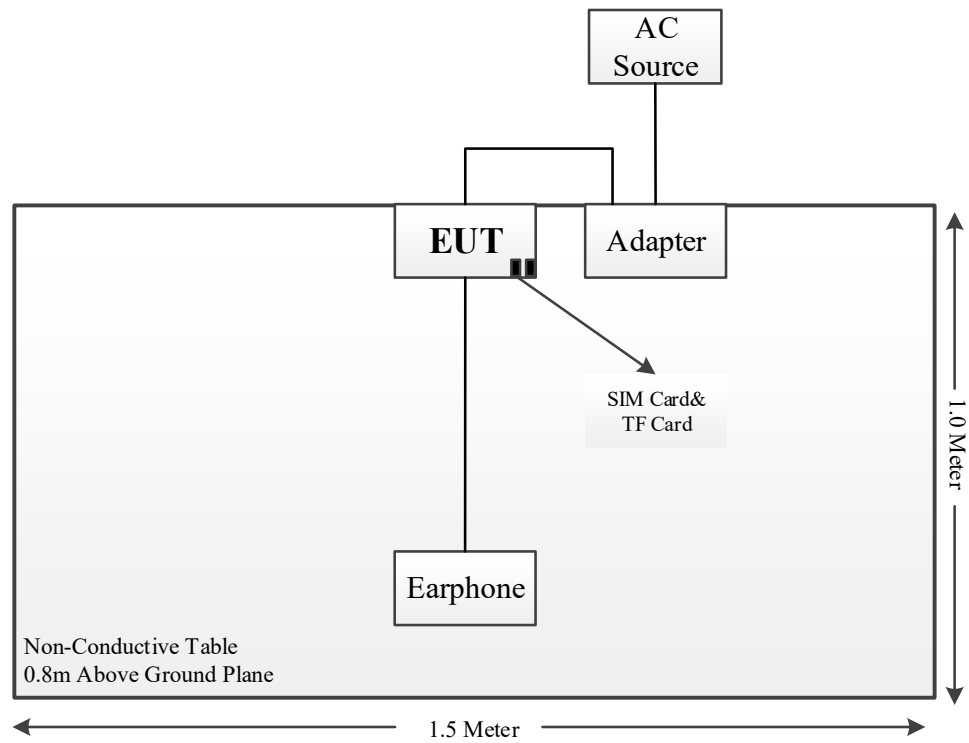 AC
Source
EUT
Adapter
SIM Card&
TF Card
1.0 Meter
Earphone
Non-Conductive Table
0.8m Above Ground Plane
1.5 Meter